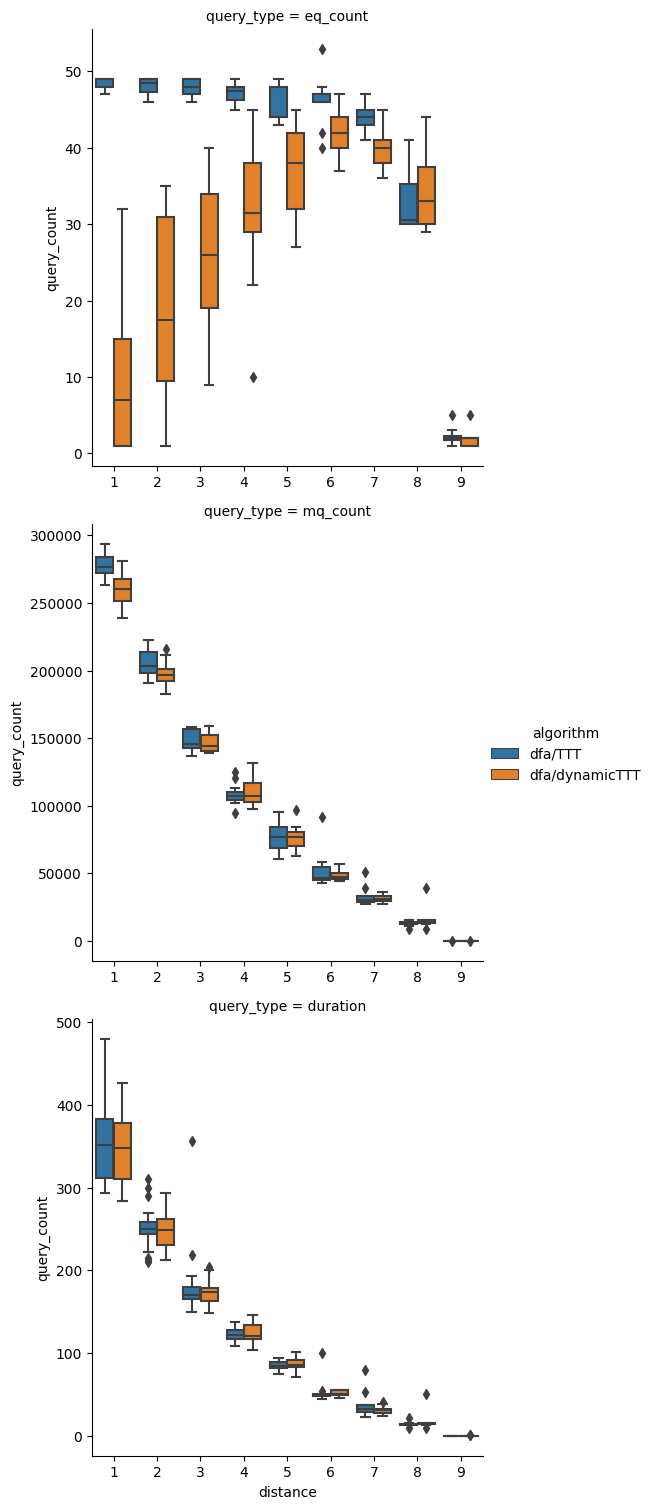 query_type = eq_count
50
40
30
20
10
0
query_count
1 2 3 4 5 6 7 8 9
query_type = mq_count
300000
250000
200000
150000
100000
50000
0
query_count
1 2 3 4 5 6 7 8 9
algorithm
dfa/TTT
dfa/dynamicTTT
query_type = duration
500
400
300
200
100
0
query_count
1 2 3 4 5 6 7 8 9
distance